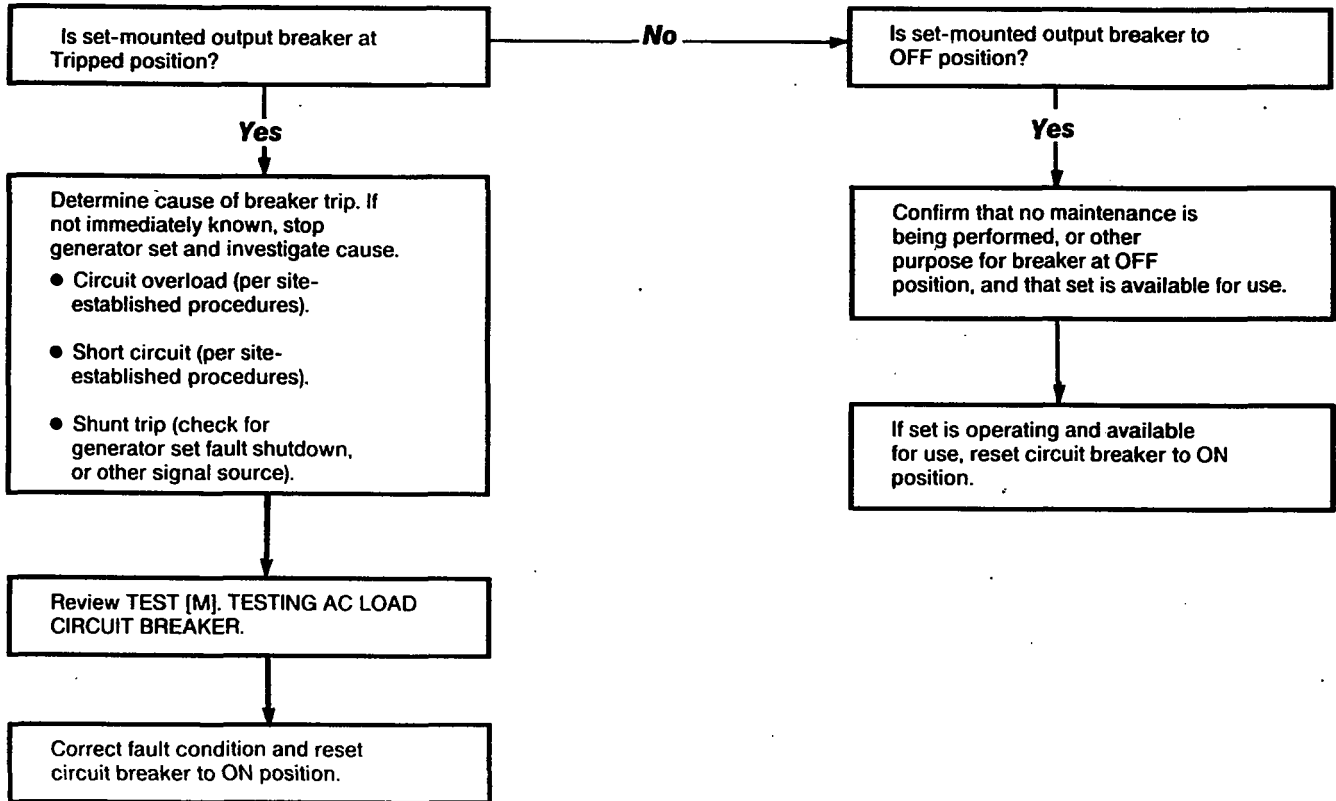 Is set-mounted output breaker at
Tripped position?
No
Is set-mounted output breaker to
OFF position?
Yes
Yes
Determine cause of breaker trip. If
not immediately known, stop
generator set and investigate cause.
● Circuit overload (per site-
established procedures).
● Short circuit (per site-
established procedures).
● Shunt trip (check for
generator set fault shutdown,
or other signal source).
Confirm that no maintenance is
being performed, or other
purpose for breaker at OFF
position, and that set is available for use.
If set is operating and available
for use, reset circuit breaker to ON
position.
Review TEST [M]. TESTING AC LOAD
CIRCUIT BREAKER.
Correct fault condition and reset
circuit breaker to ON position.